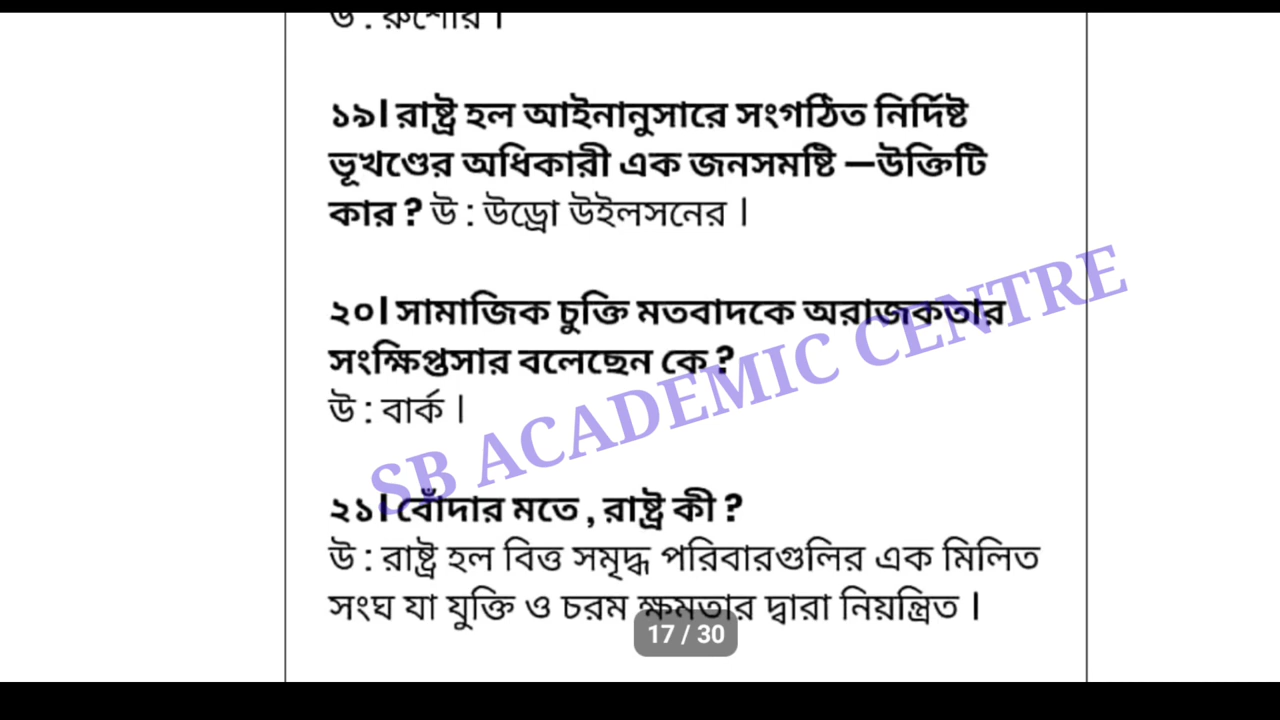 উ : রুশোর ।
১৯। রাষ্ট্র হল আইনানুসারে সংগঠিত নির্দিষ্ট
ভূখণ্ডের অধিকারী এক জনসমষ্টি —উক্তিটি
কার ? উ : উড্রো উইলসনের ।
২০। সামাজিক চুক্তি মতবাদকে অরাজকতার
সংক্ষিপ্তসার বলেছেন কে ?
উ : বার্ক ।
SB ACADEMIC CENTRE
২১। বোঁদার মতে , রাষ্ট্র কী ?
উ : রাষ্ট্র হল বিত্ত সমৃদ্ধ পরিবারগুলির এক মিলিত
সংঘ যা যুক্তি ও চরম ক্ষমতার দ্বারা নিয়ন্ত্রিত ।
17 / 30